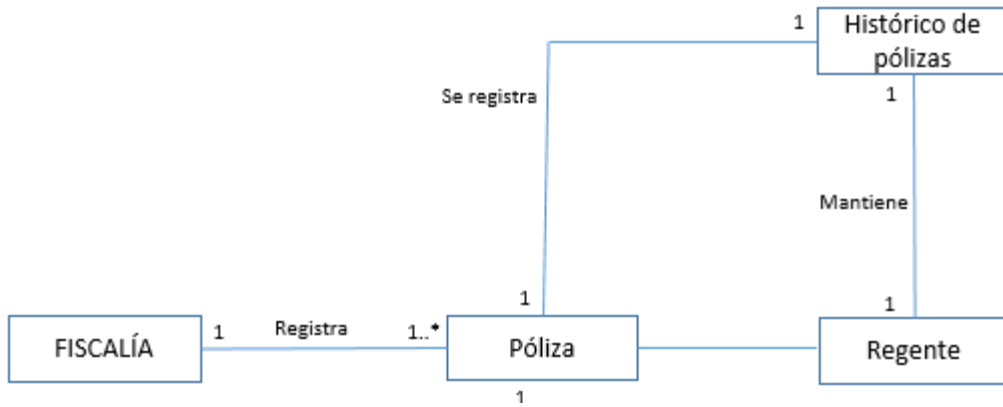 1
Histórico de
pólizas
Se registra
1
Mantiene
1
1
FISCALÍA
1
Registra
1..*
Póliza
Regente
1